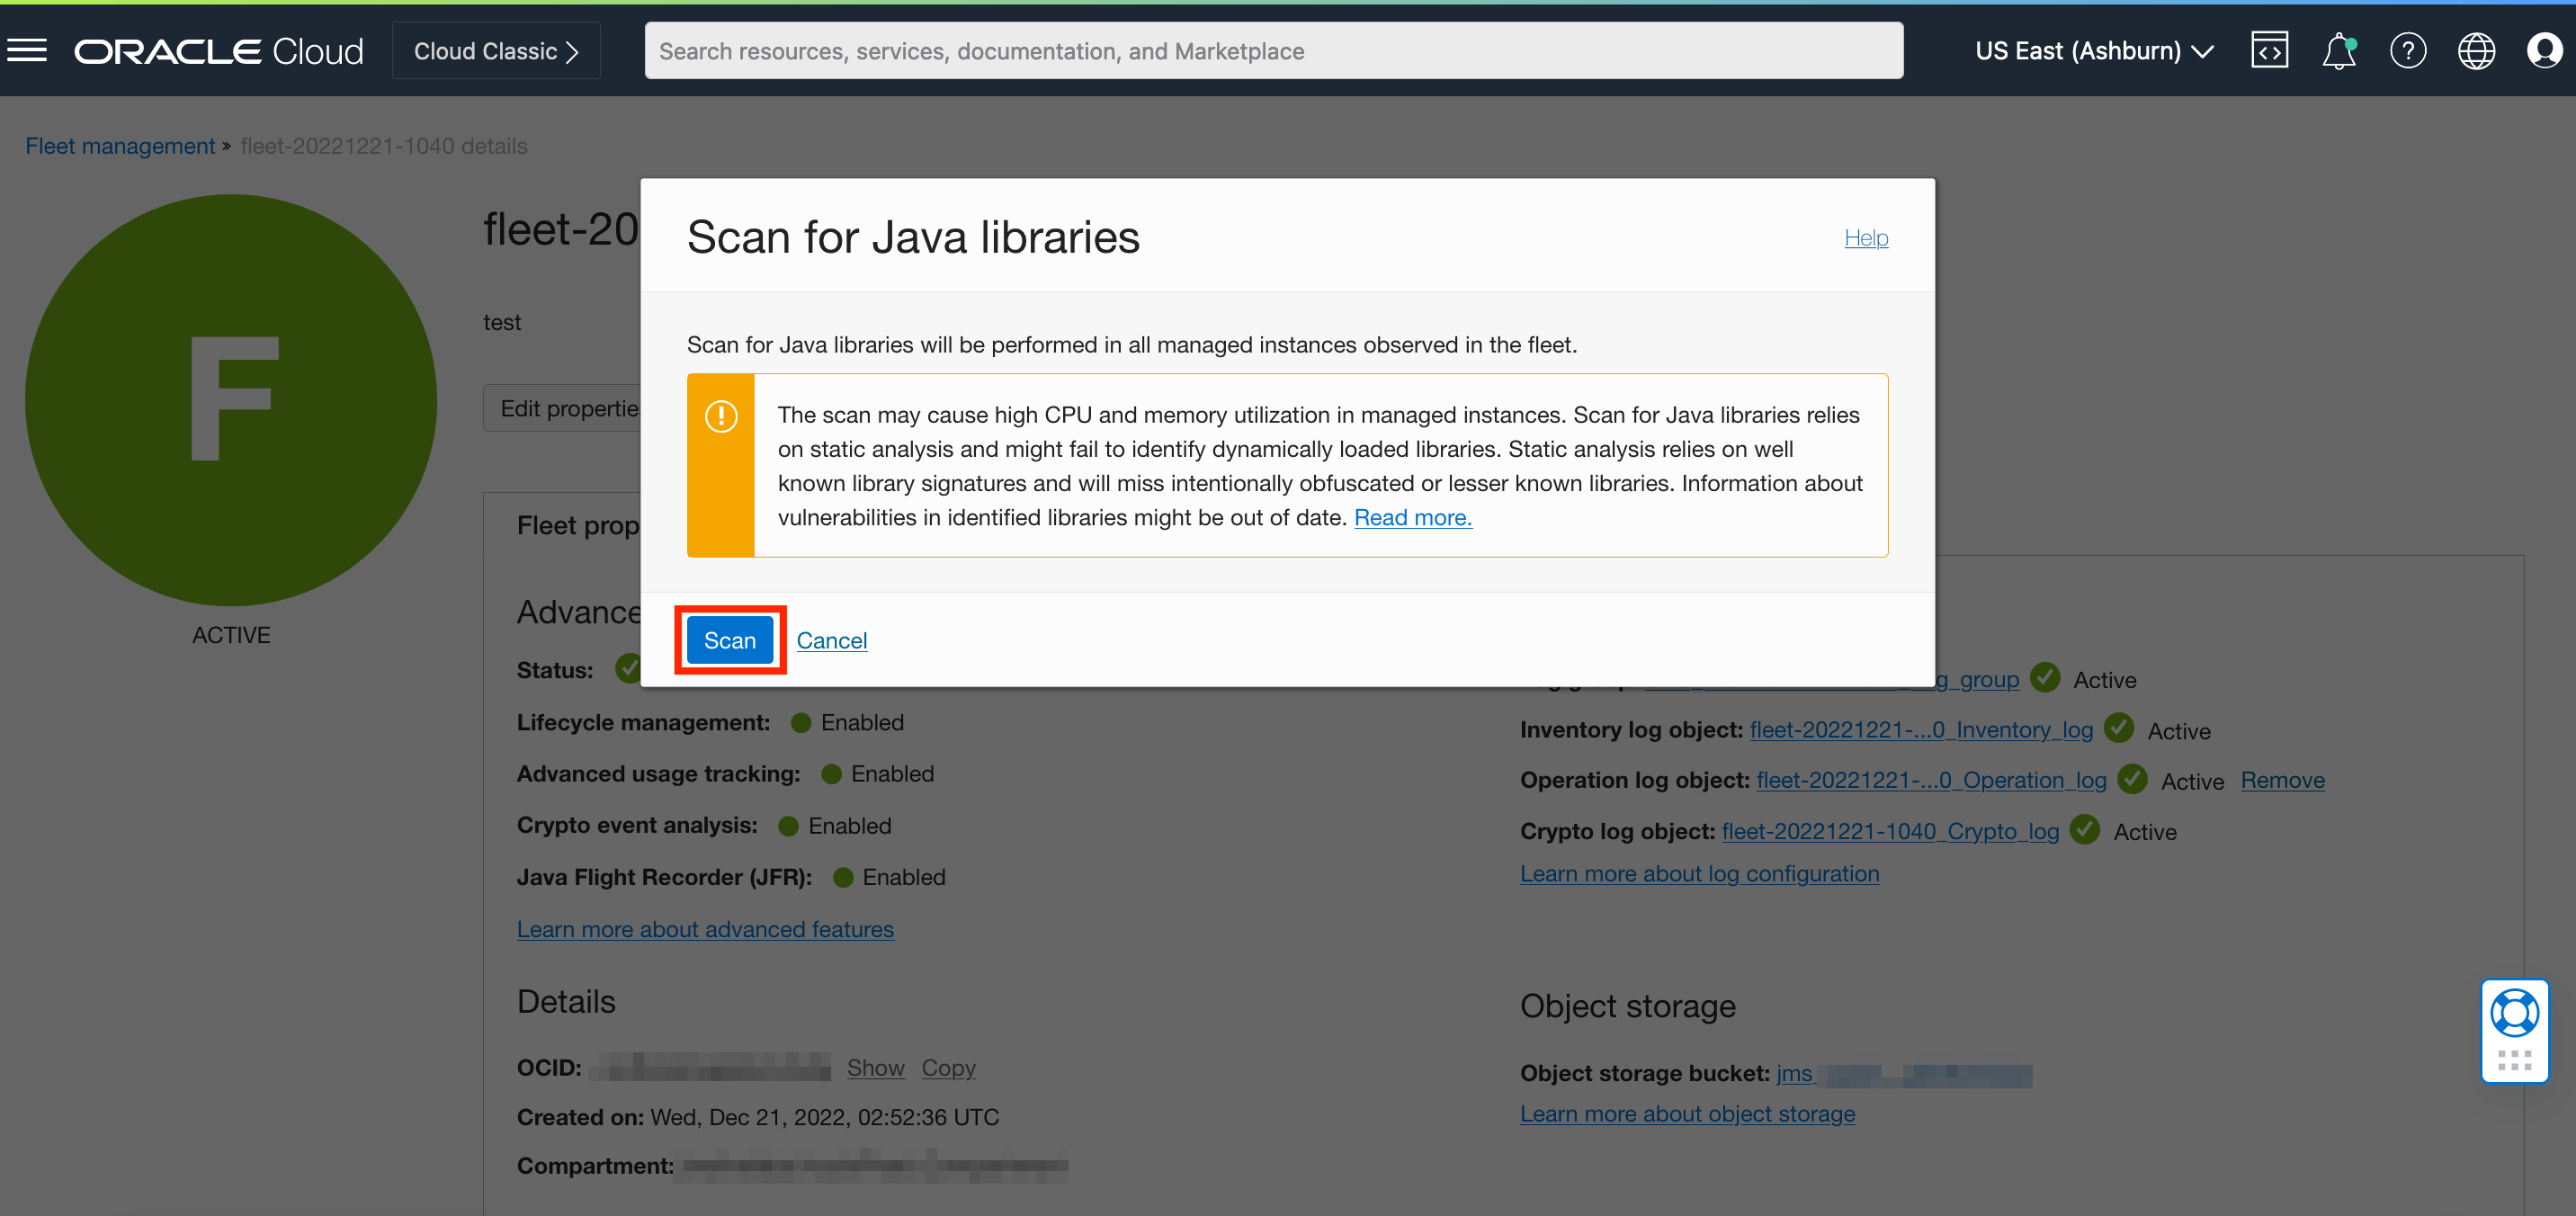 ORACLE Cloud
Cloud Classic
Search resources, services, documentation, and Marketplace
US East (Ashburn)
Fleet management » fleet-20221221-1040 details
F
ACTIVE
fleet-20
test
Edit propertie
Scan for Java libraries
Help
Scan for Java libraries will be performed in all managed instances observed in the fleet.
The scan may cause high CPU and memory utilization in managed instances. Scan for Java libraries relies
on static analysis and might fail to identify dynamically loaded libraries. Static analysis relies on well
known library signatures and will miss intentionally obfuscated or lesser known libraries. Information about
vulnerabilities in identified libraries might be out of date. Read more.
Scan Cancel
Fleet prop
Advance
Status:
Lifecycle management: Enabled
Advanced usage tracking: Enabled
Crypto event analysis: Enabled
Java Flight Recorder (JFR): Enabled
Learn more about advanced features
g_group Active
Inventory log object: fleet-20221221-...0_Inventory_log Active
Operation log object: fleet-20221221-...0_Operation_log Active Remove
Crypto log object: fleet-20221221-1040_Crypto_log Active
Learn more about log configuration
Details
OCID: Show Copy
Created on: Wed, Dec 21, 2022, 02:52:36 UTC
Compartment:
Object storage
Object storage bucket: jms_
Learn more about object storage